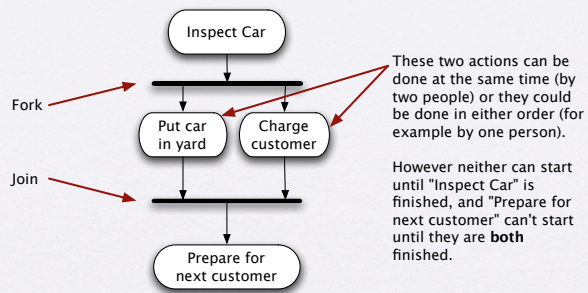 Inspect Car
Fork
Put car
in yard
Charge
customer
Join
Prepare for
next customer
These two actions can be
done at the same time (by
two people) or they could
be done in either order (for
example by one person).
However neither can start
until "Inspect Car" is
finished, and "Prepare for
next customer" can't start
until they are both
finished.